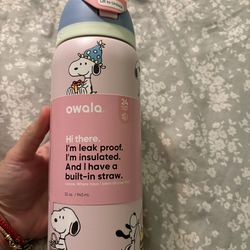 owala
24
Hi there.
I'm leak proof.
I'm insulated.
And I have a
built-in straw.